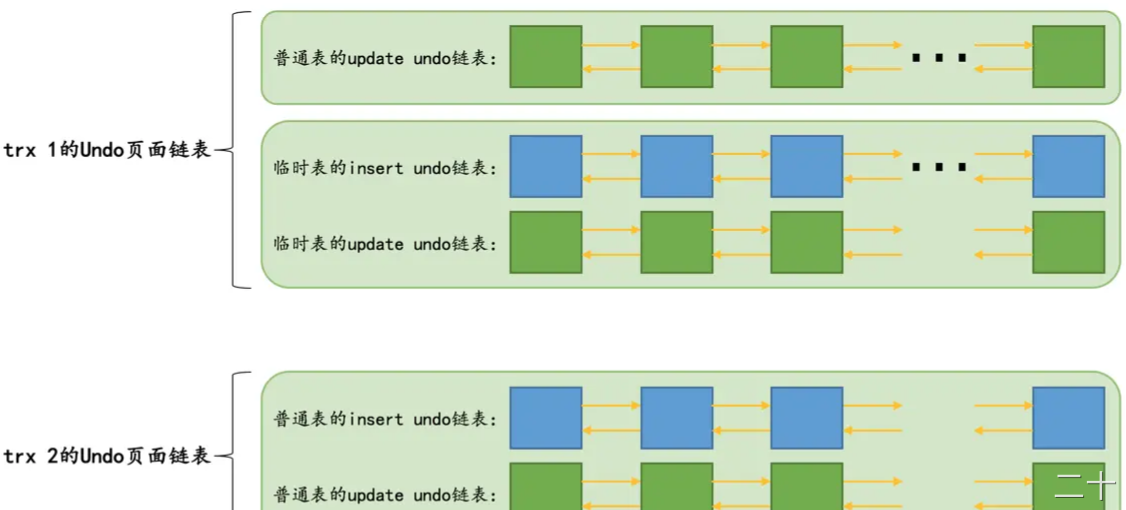 普通表的update undo链表：
trx 1的Undo页面链表
临时表的insert undo链表：
临时表的update undo链表：
普通表的insert undo链表：
trx 2的Undo页面链表
普通表的update undo链表：
二十